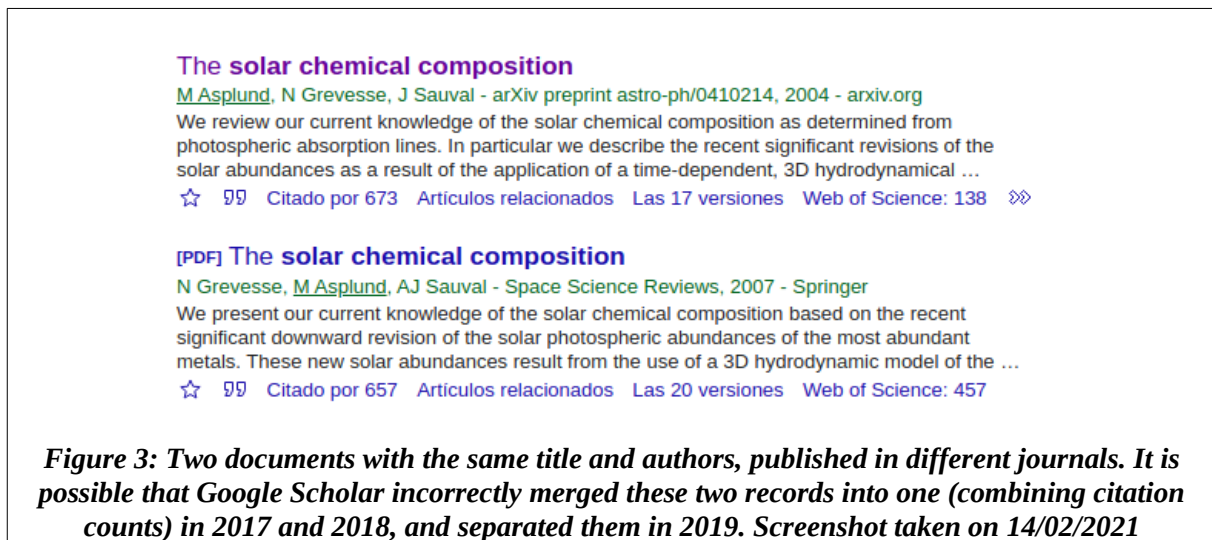 The solar chemical composition
M Asplund, N Grevesse, J Sauval - arXiv preprint astro-ph/0410214, 2004 - arxiv.org
We review our current knowledge of the solar chemical composition as determined from
photospheric absorption lines. In particular we describe the recent significant revisions of the
solar abundances as a result of the application of a time-dependent, 3D hydrodynamical …
Citado por 673 Artículos relacionados Las 17 versiones Web of Science: 138
[PDF] The solar chemical composition
N Grevesse, M Asplund, AJ Sauval - Space Science Reviews, 2007 - Springer
We present our current knowledge of the solar chemical composition based on the recent
significant downward revision of the solar photospheric abundances of the most abundant
metals. These new solar abundances result from the use of a 3D hydrodynamic model of the …
Citado por 657 Artículos relacionados Las 20 versiones Web of Science: 457
Figure 3: Two documents with the same title and authors, published in different journals. It is
possible that Google Scholar incorrectly merged these two records into one (combining citation
counts) in 2017 and 2018, and separated them in 2019. Screenshot taken on 14/02/2021